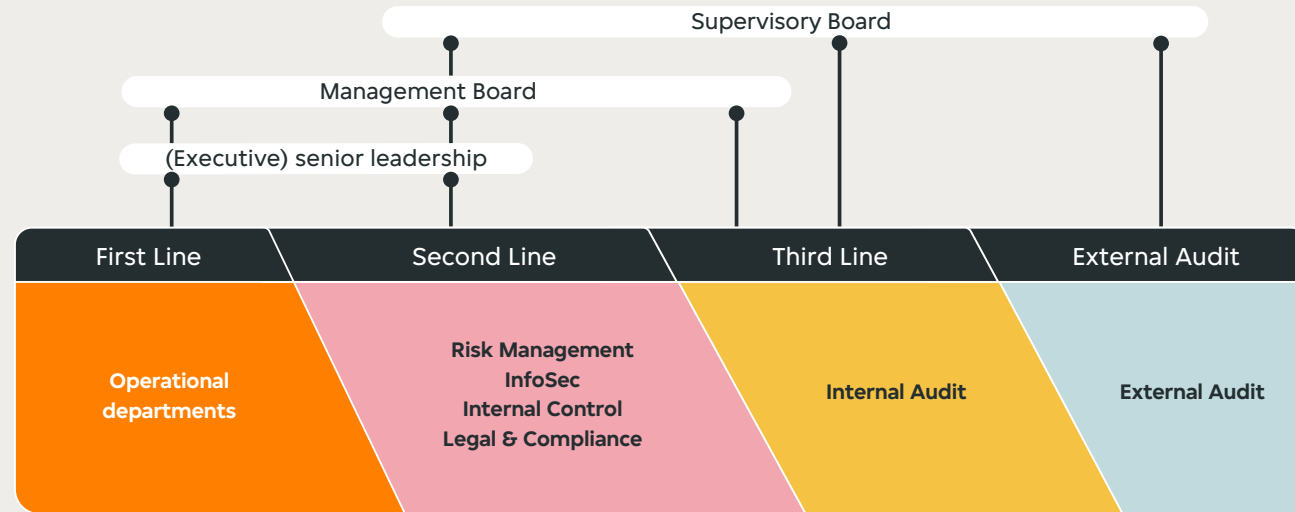 Supervisory Board
Management Board
(Executive) senior leadership
First Line
Second Line
Third Line
External Audit
Operational
departments
Risk Management
InfoSec
Internal Control
Legal & Compliance
Internal Audit
External Audit